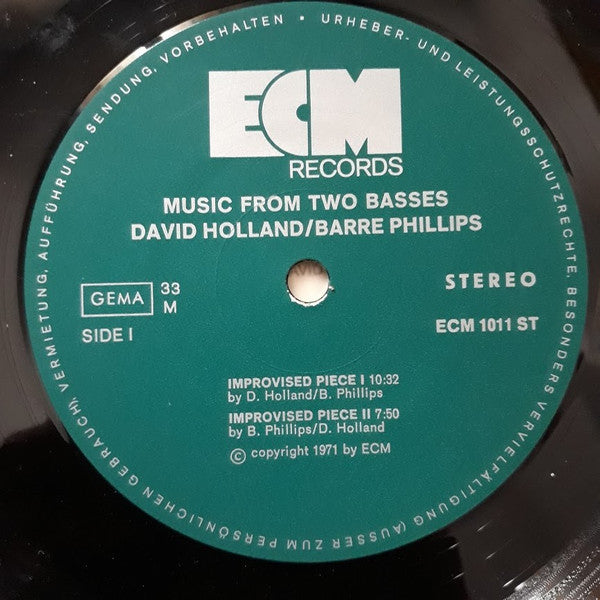 URHEBER- UND LEISTUNGSSCHUTZRECHTE, BESONDERS VERVIELFÄLTIGUNG (AUSSER ZUM PERSÖNLICHEN GEBRAUCH), VERMIETUNG, AUFFÜHRUNG, SENDUNG, VORBEHALTEN •
ECM
RECORDS
MUSIC FROM TWO BASSES
DAVID HOLLAND/BARRE PHILLIPS
GEMA 33 STEREO
M
SIDE I ECM 1011 ST
IMPROVISED PIECE I 10:32
by D. Holland/B. Phillips
IMPROVISED PIECE II 7:50
by B. Phillips/D. Holland
© copyright 1971 by ECM